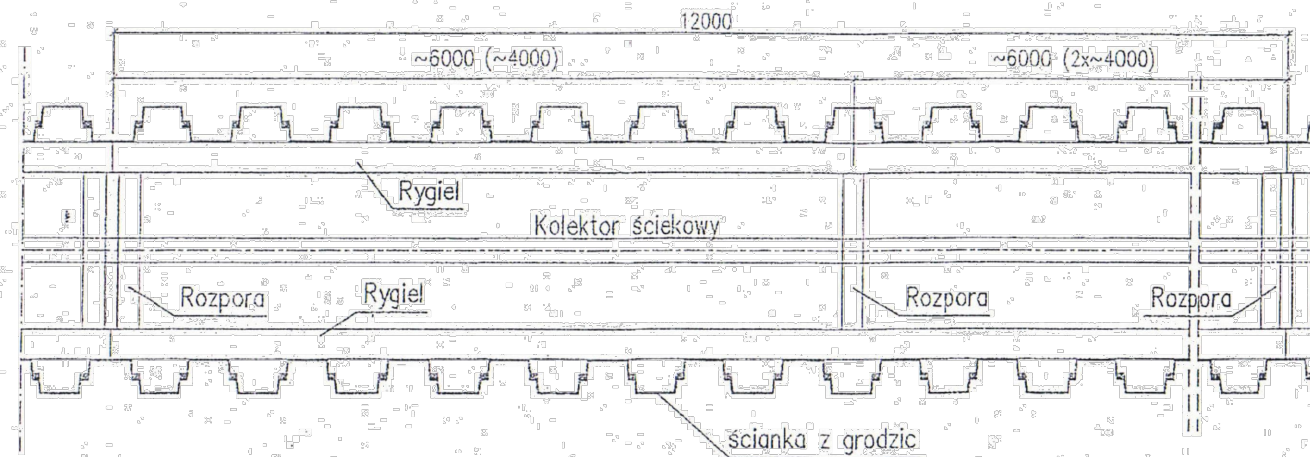 12000
~6000 (~4000)
~6000 (2x~4000)
Rygiel
Kolektor ściekowy
Rozpora
Rygiel
Rozpora
Rozpora
ścianka z grodzic